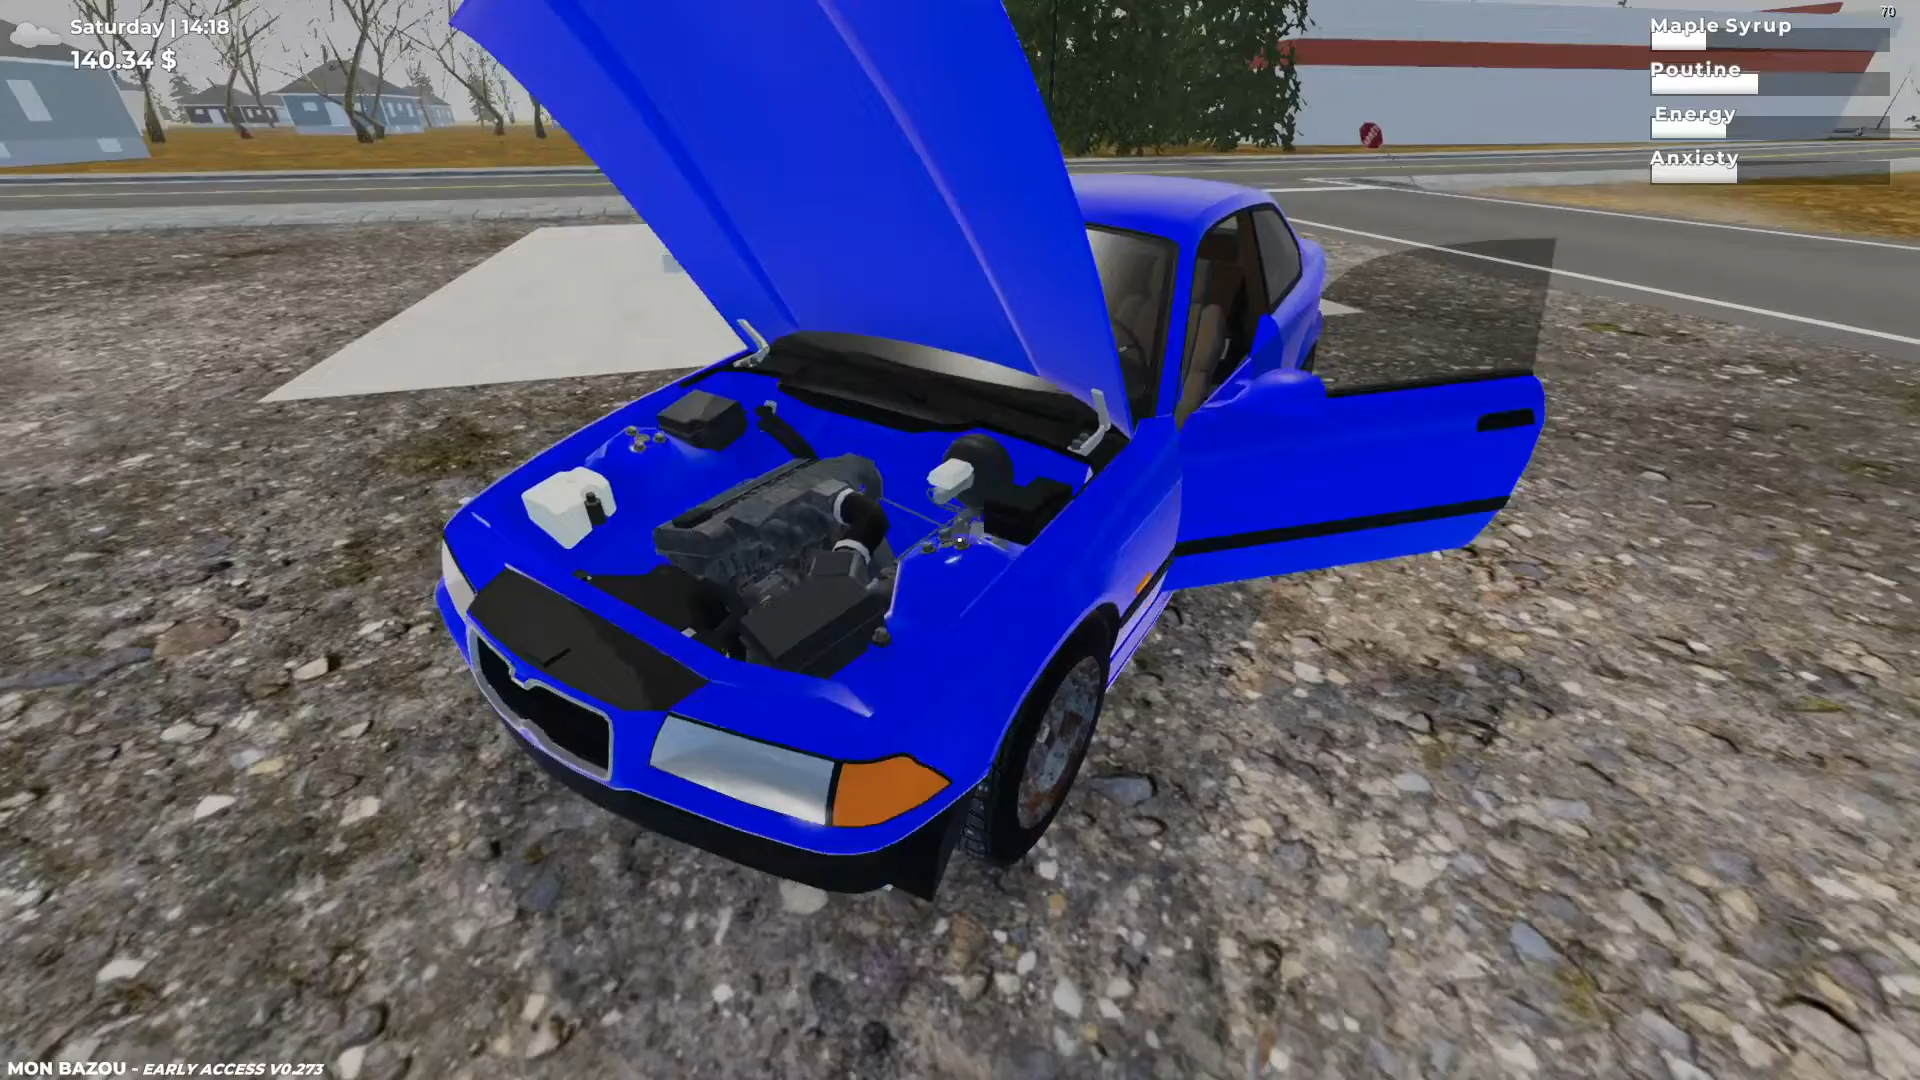 Saturday | 14:18
140.34 $
70
Maple Syrup
Poutine
Energy
Anxiety
MON BAZOU - EARLY ACCESS V0.273